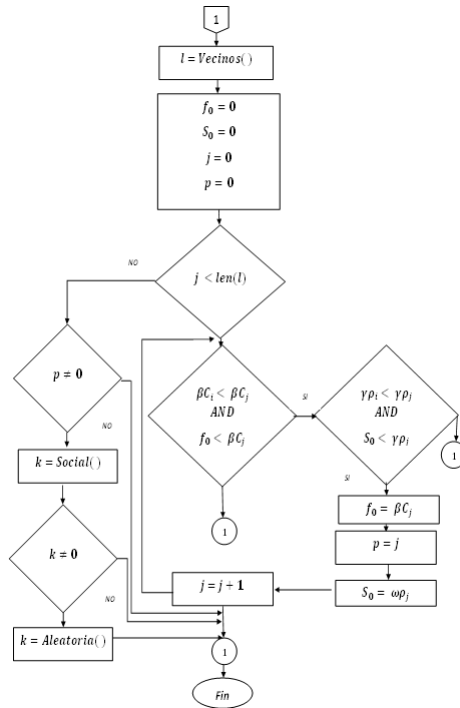 1
l = Vecinos()
f₀ = 0
S₀ = 0
j = 0
p = 0
j < len(l)
NO
p ≠ 0
NO
k = Social()
k ≠ 0
NO
k = Aleatoria()
βCᵢ < βCⱼ
AND
f₀ < βCⱼ
SI
γρᵢ < γρⱼ
AND
S₀ < γρⱼ
1
SI
1
f₀ = βCⱼ
p = j
S₀ = ωρⱼ
j = j + 1
1
Fin